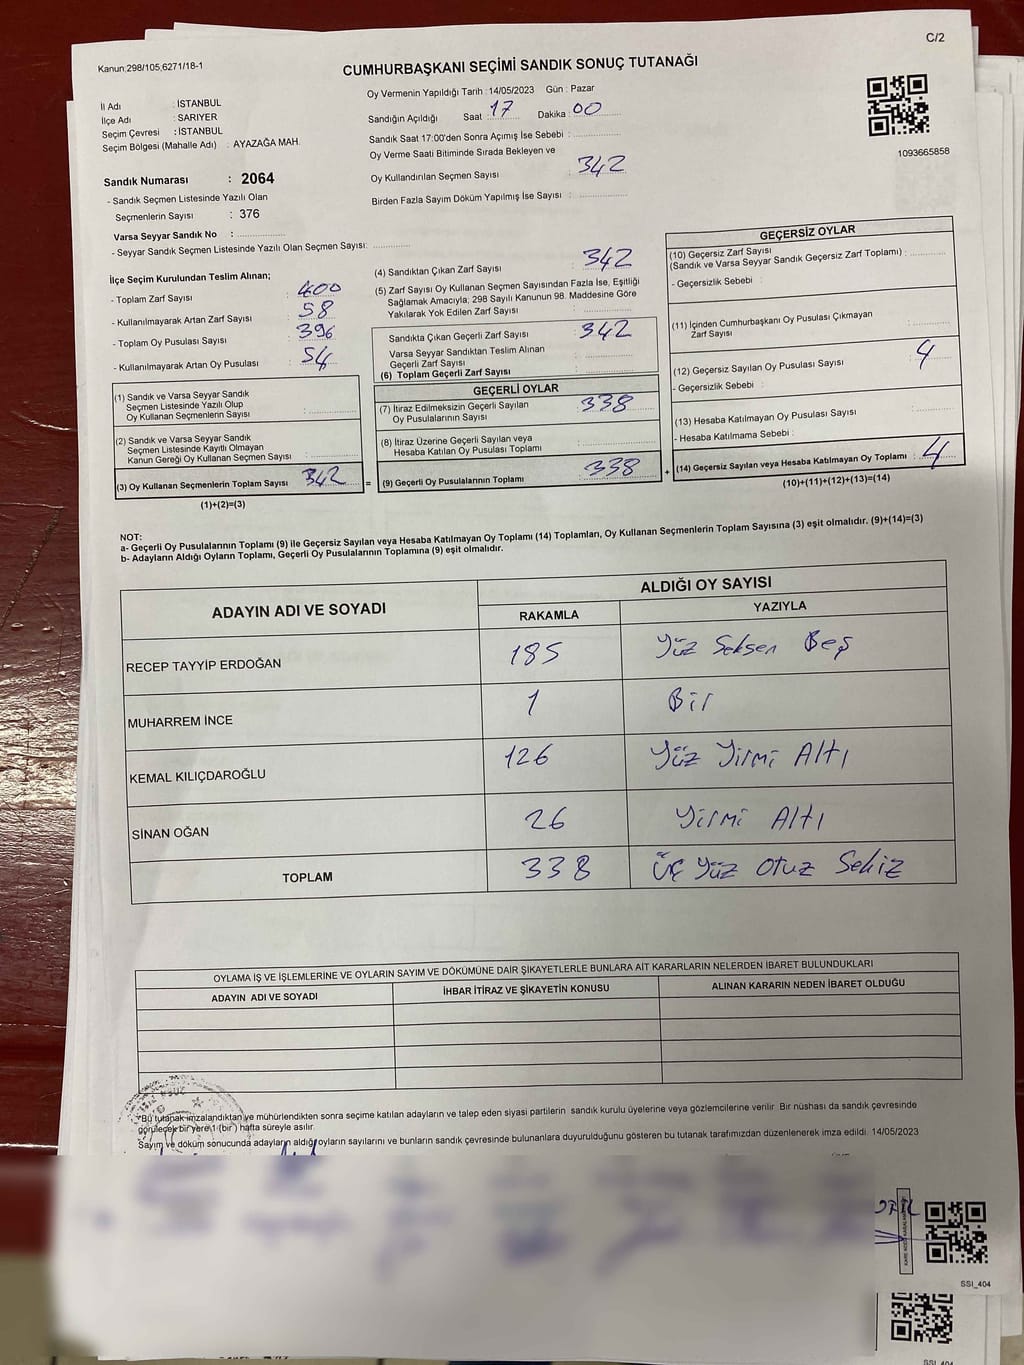 C/2
Kanun:298/105,6271/18-1
CUMHURBAŞKANI SEÇİMİ SANDIK SONUÇ TUTANAĞI
İl Adı : İSTANBUL
İlçe Adı : SARIYER
Seçim Çevresi : İSTANBUL
Seçim Bölgesi (Mahalle Adı) : AYAZAĞA MAH.
Sandık Numarası : 2064
- Sandık Seçmen Listesinde Yazılı Olan
Seçmenlerin Sayısı : 376
Varsa Seyyar Sandık No :
- Seyyar Sandık Seçmen Listesinde Yazılı Olan Seçmen Sayısı:
Oy Vermenin Yapıldığı Tarih : 14/05/2023 Gün : Pazar
Sandığın Açıldığı Saat : 17 Dakika : 00
Sandık Saat 17:00'den Sonra Açımış İse Sebebi :
Oy Verme Saati Bitiminde Sırada Bekleyen ve
Oy Kullandırılan Seçmen Sayısı : 342
Birden Fazla Sayım Döküm Yapılmış İse Sayısı :
1093665858
İlçe Seçim Kurulundan Teslim Alınan;
- Toplam Zarf Sayısı : 400
- Kullanılmayarak Artan Zarf Sayısı : 58
- Toplam Oy Pusulası Sayısı : 396
- Kullanılmayarak Artan Oy Pusulası : 54
(1) Sandık ve Varsa Seyyar Sandık
Seçmen Listesinde Yazılı Olup
Oy Kullanan Seçmenlerin Sayısı :
(2) Sandık ve Varsa Seyyar Sandık
Seçmen Listesinde Kayıtlı Olmayan
Kanun Gereği Oy Kullanan Seçmen Sayısı :
(3) Oy Kullanan Seçmenlerin Toplam Sayısı : 342
(1)+(2)=(3)
(4) Sandıktan Çıkan Zarf Sayısı : 342
(5) Zarf Sayısı Oy Kullanan Seçmen Sayısından Fazla İse, Eşitliği
Sağlamak Amacıyla; 298 Sayılı Kanunun 98. Maddesine Göre
Yakılarak Yok Edilen Zarf Sayısı :
Sandıkta Çıkan Geçerli Zarf Sayısı : 342
Varsa Seyyar Sandıktan Teslim Alınan
Geçerli Zarf Sayısı :
(6) Toplam Geçerli Zarf Sayısı :
GEÇERLİ OYLAR
(7) İtiraz Edilmeksizin Geçerli Sayılan
Oy Pusulalarının Sayısı : 338
(8) İtiraz Üzerine Geçerli Sayılan veya
Hesaba Katılan Oy Pusulası Toplamı :
= (9) Geçerli Oy Pusulalarının Toplamı : 338
GEÇERSİZ OYLAR
(10) Geçersiz Zarf Sayısı
(Sandık ve Varsa Seyyar Sandık Geçersiz Zarf Toplamı) :
- Geçersizlik Sebebi :
(11) İçinden Cumhurbaşkanı Oy Pusulası Çıkmayan
Zarf Sayısı :
(12) Geçersiz Sayılan Oy Pusulası Sayısı : 4
- Geçersizlik Sebebi :
(13) Hesaba Katılmayan Oy Pusulası Sayısı :
- Hesaba Katılmama Sebebi :
+ (14) Geçersiz Sayılan veya Hesaba Katılmayan Oy Toplamı : 4
(10)+(11)+(12)+(13)=(14)
NOT:
a- Geçerli Oy Pusulalarının Toplamı (9) ile Geçersiz Sayılan veya Hesaba Katılmayan Oy Toplamı (14) Toplamları, Oy Kullanan Seçmenlerin Toplam Sayısına (3) eşit olmalıdır. (9)+(14)=(3)
b- Adayların Aldığı Oyların Toplamı, Geçerli Oy Pusulalarının Toplamına (9) eşit olmalıdır.
ADAYIN ADI VE SOYADI ALDIĞI OY SAYISI
RAKAMLA YAZIYLA
RECEP TAYYİP ERDOĞAN 185 Yüz Seksen Beş
MUHARREM İNCE 1 Bir
KEMAL KILIÇDAROĞLU 126 Yüz Yirmi Altı
SİNAN OĞAN 26 Yirmi Altı
TOPLAM 338 Üç Yüz Otuz Sekiz
OYLAMA İŞ VE İŞLEMLERİNE VE OYLARIN SAYIM VE DÖKÜMÜNE DAİR ŞİKAYETLERLE BUNLARA AİT KARARLARIN NELERDEN İBARET BULUNDUKLARI
ADAYIN ADI VE SOYADI İHBAR İTİRAZ VE ŞİKAYETİN KONUSU ALINAN KARARIN NEDEN İBARET OLDUĞU
*Bu tutanak imzalandıktan ve mühürlendikten sonra seçime katılan adayların ve talep eden siyasi partilerin sandık kurulu üyelerine veya gözlemcilerine verilir. Bir nüshası da sandık çevresinde
görülecek bir yere 1 (bir) hafta süreyle asılır.
Sayım ve döküm sonucunda adayların aldığı oyların sayılarını ve bunların sandık çevresinde bulunanlara duyurulduğunu gösteren bu tutanak tarafımızdan düzenlenerek imza edildi. 14/05/2023
SSI_404
SSI_404